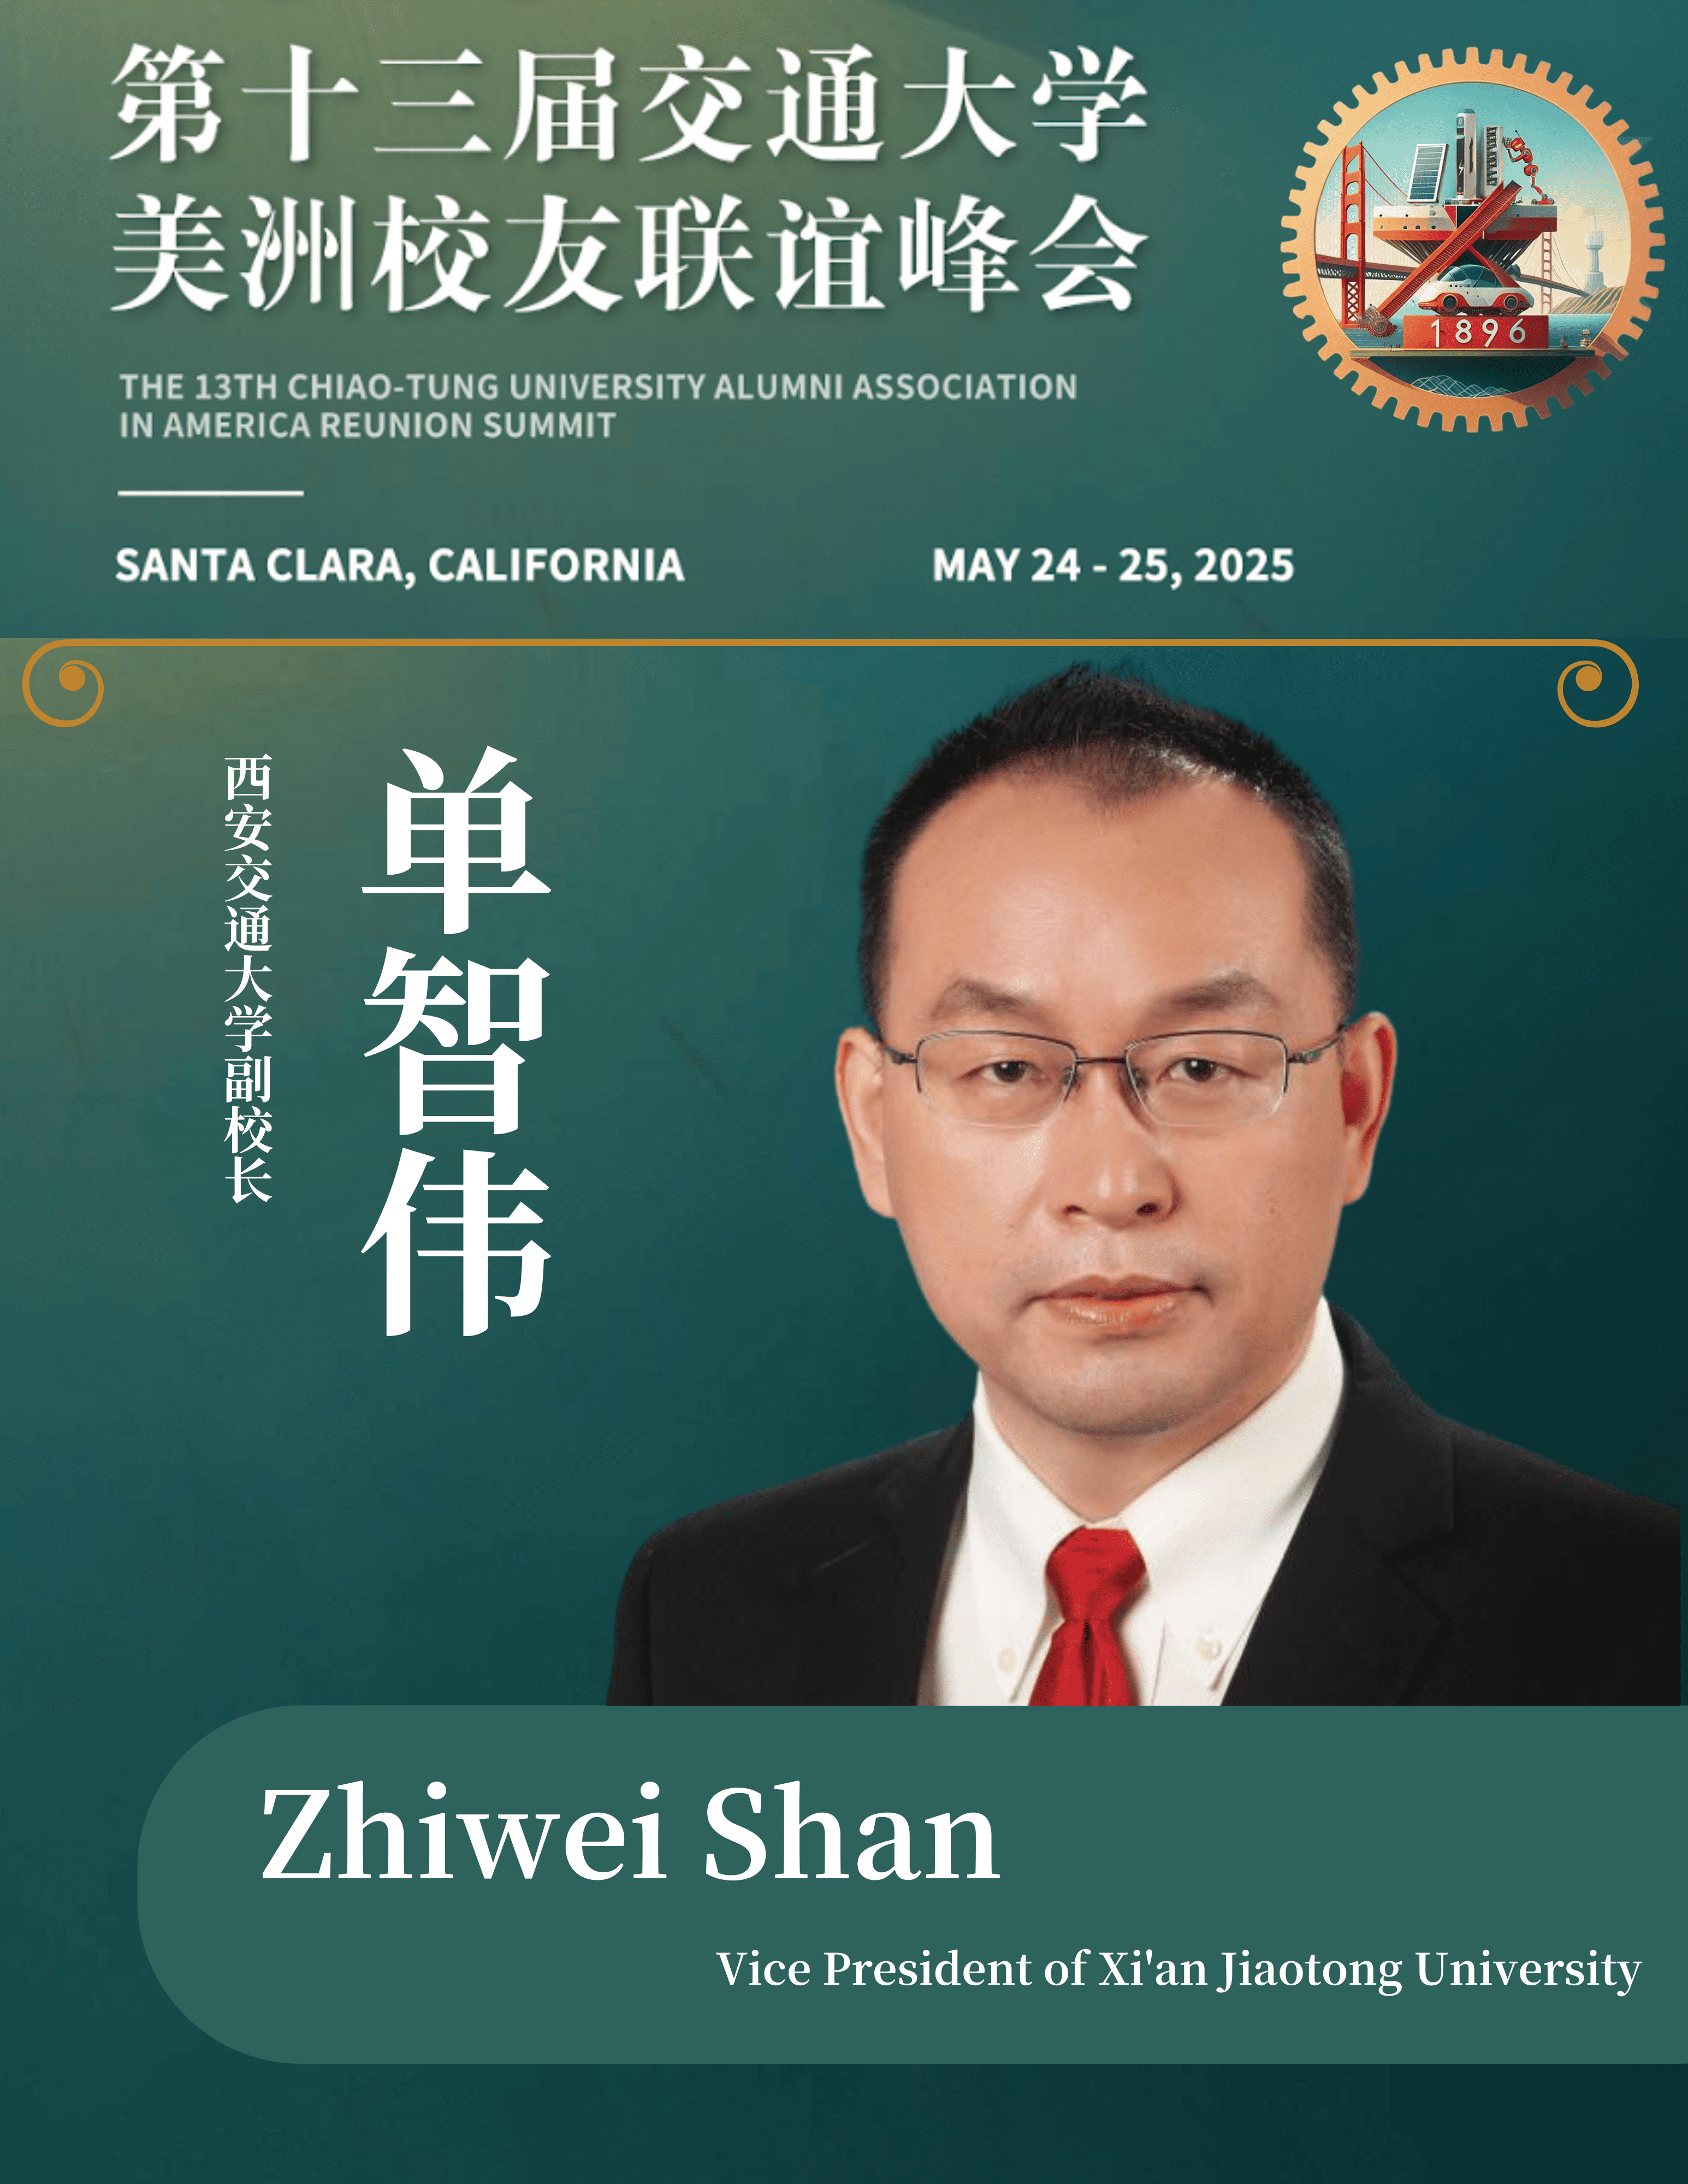 第十三届交通大学
美洲校友联谊峰会
THE 13TH CHIAO-TUNG UNIVERSITY ALUMNI ASSOCIATION
IN AMERICA REUNION SUMMIT
SANTA CLARA, CALIFORNIA
MAY 24 - 25, 2025
1896
单智伟
西安交通大学副校长
Zhiwei Shan
Vice President of Xi'an Jiaotong University